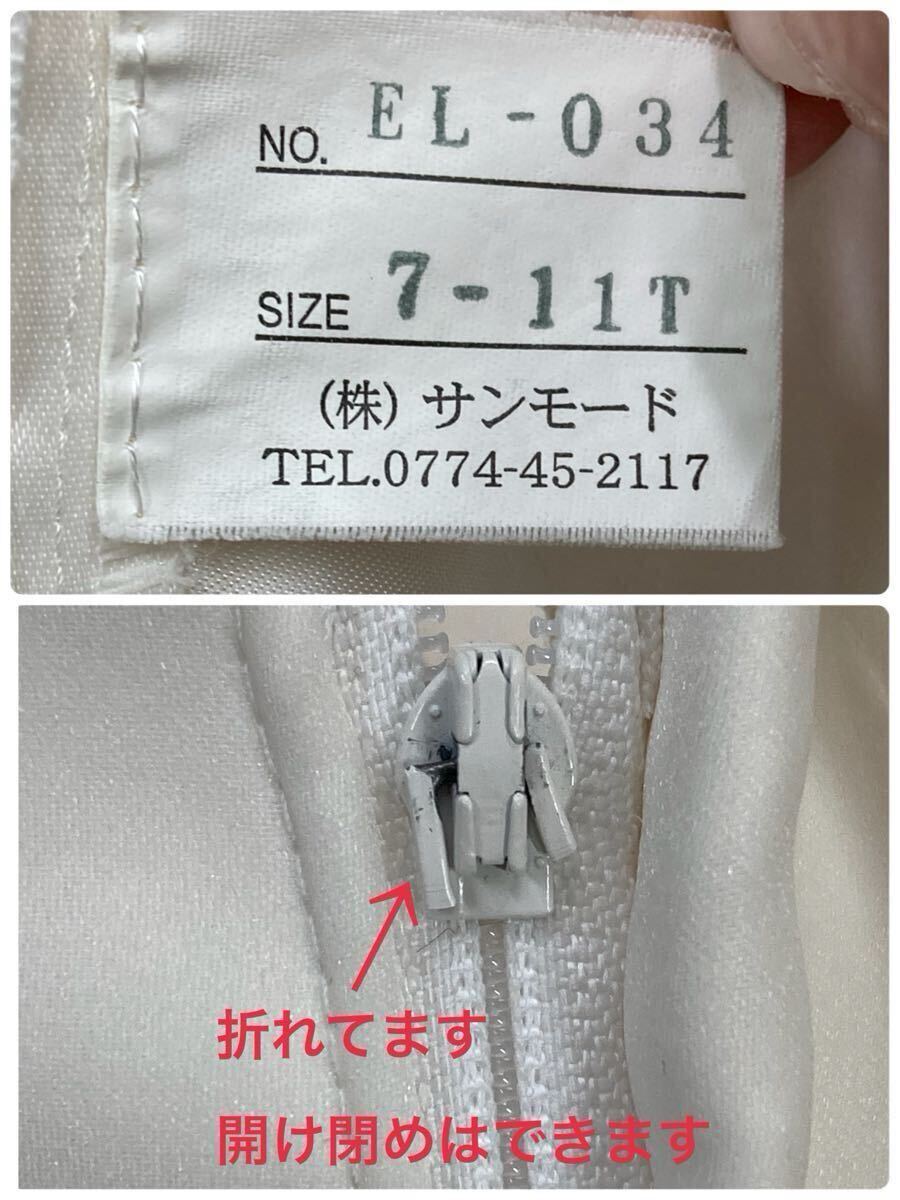 NO. EL-034
SIZE 7-11T
(株) サンモード
TEL.0774-45-2117
折れてます
開け閉めはできます